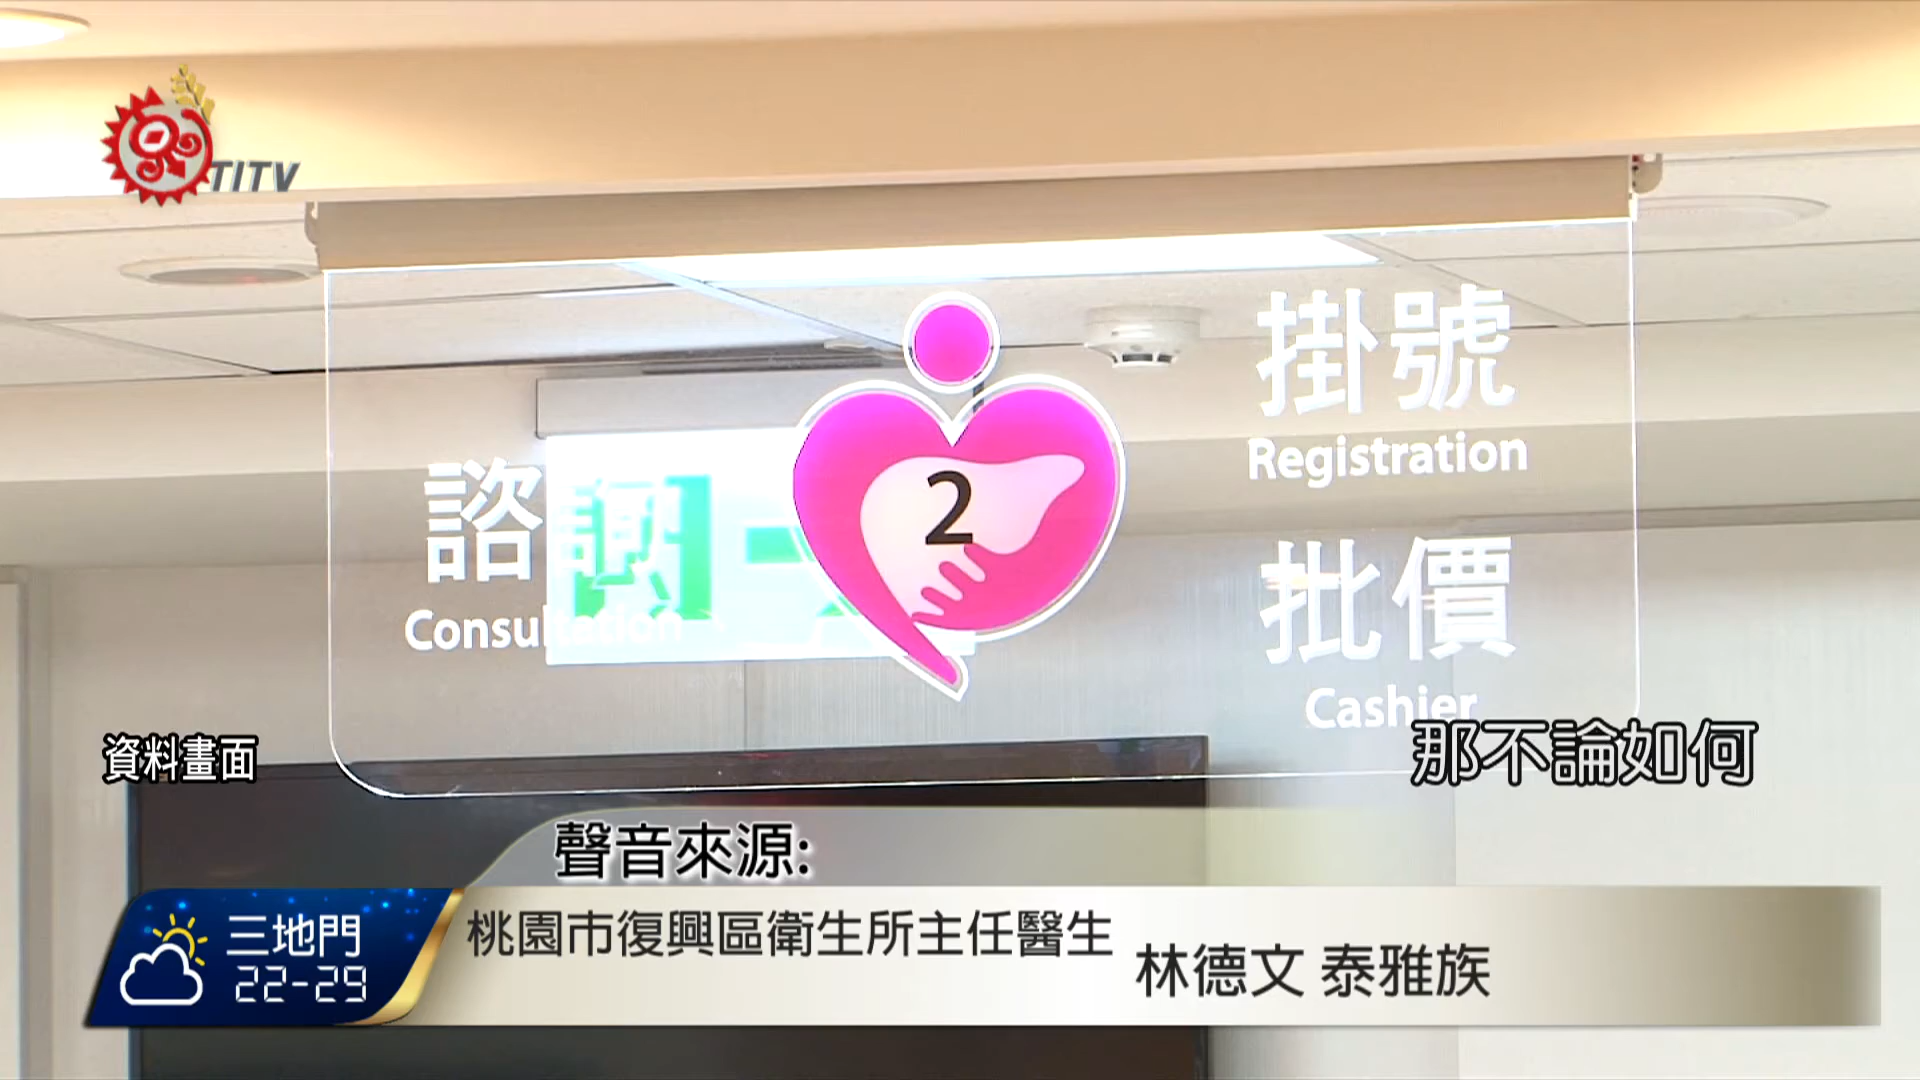 TITV
掛號
Registration
諮詢
Consultation
2
批價
Cashier
資料畫面
那不論如何
聲音來源:
三地門
22-29
桃園市復興區衛生所主任醫生
林德文 泰雅族